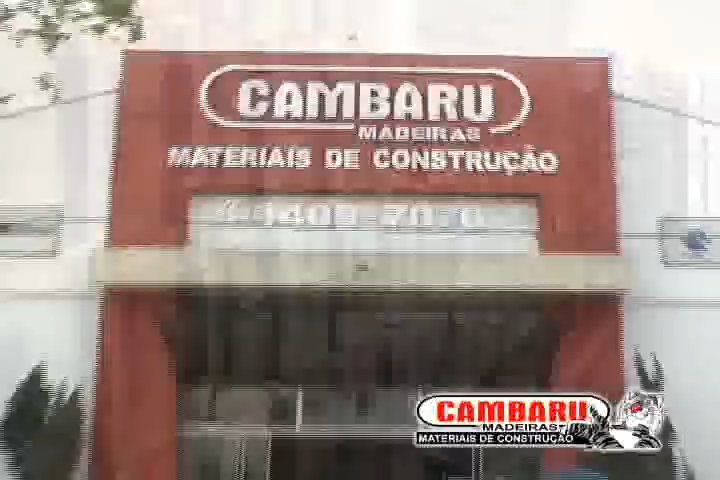 CAMBARU
MADEIRAS
MATERIAIS DE CONSTRUÇÃO
CAMBARU
MADEIRAS
MATERIAIS DE CONSTRUÇÃO